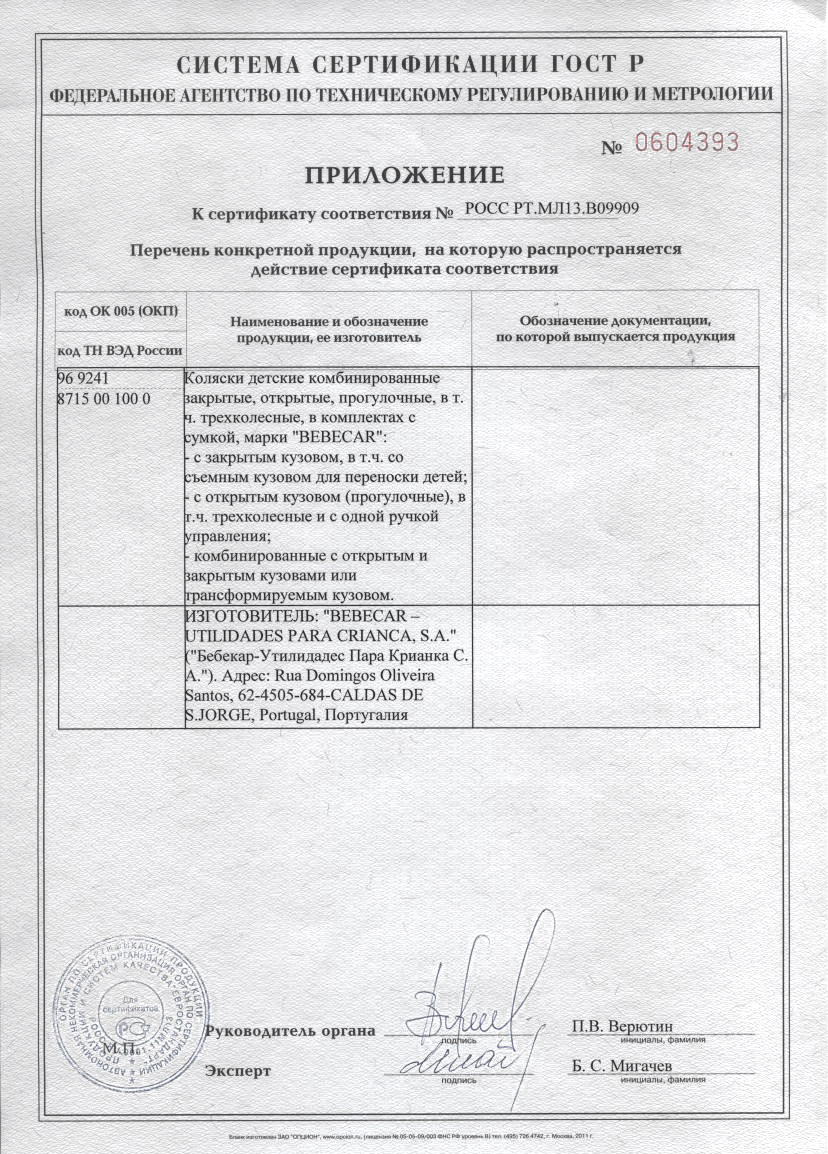 СИСТЕМА СЕРТИФИКАЦИИ ГОСТ Р
ФЕДЕРАЛЬНОЕ АГЕНТСТВО ПО ТЕХНИЧЕСКОМУ РЕГУЛИРОВАНИЮ И МЕТРОЛОГИИ
№ 0604393
ПРИЛОЖЕНИЕ
К сертификату соответствия № РОСС РТ.МЛ13.В09909
Перечень конкретной продукции, на которую распространяется
действие сертификата соответствия
код ОК 005 (ОКП)
код ТН ВЭД России
Наименование и обозначение
продукции, ее изготовитель
Обозначение документации,
по которой выпускается продукция
96 9241
8715 00 100 0
Коляски детские комбинированные
закрытые, открытые, прогулочные, в т.
ч. трехколесные, в комплектах с
сумкой, марки "BEBECAR":
- с закрытым кузовом, в т.ч. со
съемным кузовом для переноски детей;
- с открытым кузовом (прогулочные), в
т.ч. трехколесные и с одной ручкой
управления;
- комбинированные с открытым и
закрытым кузовами или
трансформируемым кузовом.
ИЗГОТОВИТЕЛЬ: "BEBECAR –
UTILIDADES PARA CRIANCA, S.A."
("Бебекар-Утилидадес Пара Крианка С.
А."). Адрес: Rua Domingos Oliveira
Santos, 62-4505-684-CALDAS DE
S.JORGE, Portugal, Португалия
Для
сертификатов
М.П.
Руководитель органа
подпись
П.В. Верютин
инициалы, фамилия
Эксперт
подпись
Б. С. Мигачев
инициалы, фамилия
Бланк изготовлен ЗАО "ОПЦИОН", www.opcion.ru, (лицензия № 05-05-09/003 ФНС РФ уровень В) тел. (495) 726 4742, г. Москва, 2011 г.